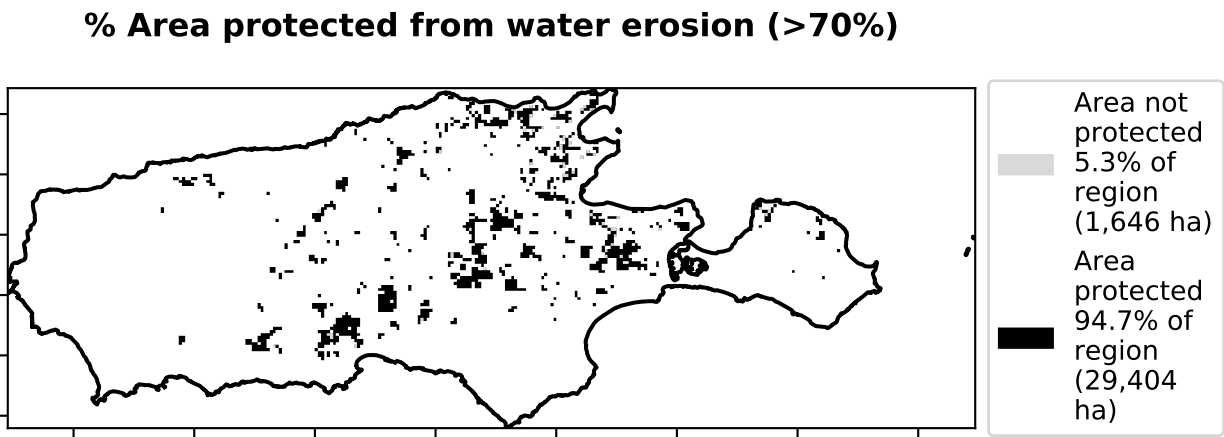 % Area protected from water erosion (>70%)
Area not
protected
5.3% of
region
(1,646 ha)
Area
protected
94.7% of
region
(29,404
ha)